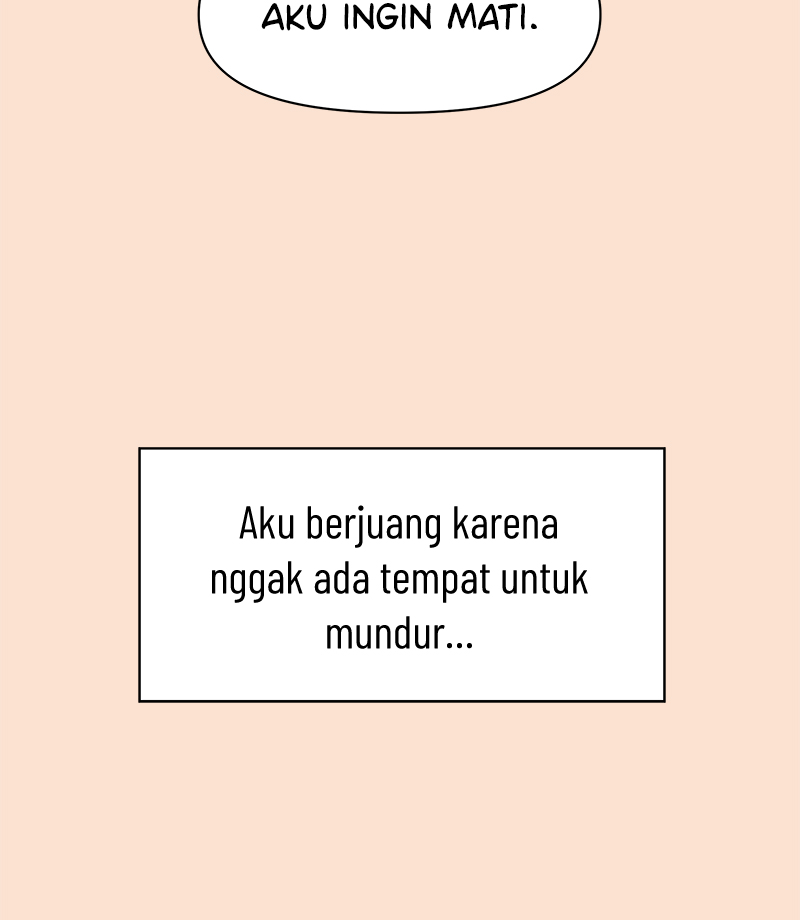 AKU INGIN MATI.
Aku berjuang karena
nggak ada tempat untuk
mundur...